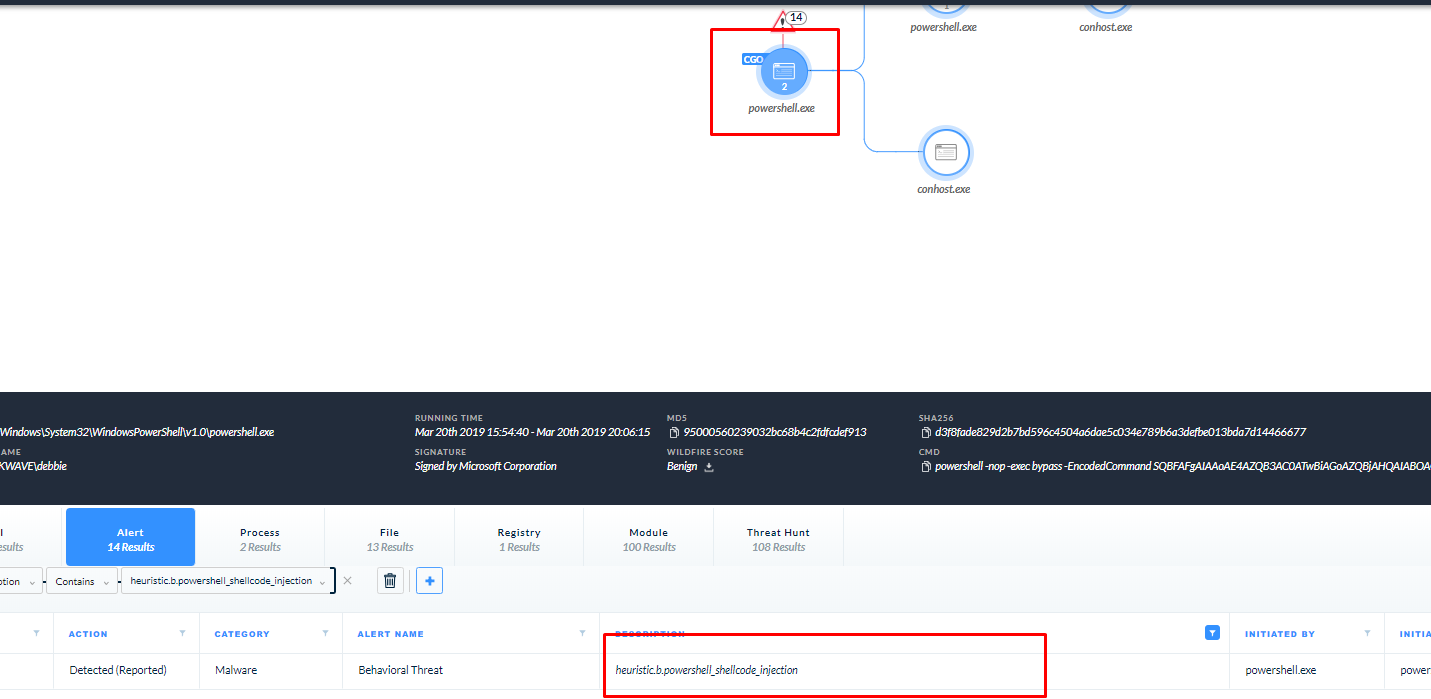 14
1
powershell.exe
conhost.exe
CGO
2
powershell.exe
conhost.exe
RUNNING TIME
MD5
SHA256
Windows\System32\WindowsPowerShell\v1.0\powershell.exe
Mar 20th 2019 15:54:40 - Mar 20th 2019 20:06:15
95000560239032bc68b4c2fdfcdef913
d3f8fade829d2b7bd596c4504a6dae5c034e789b6a3defbe013bda7d14466677
AME
SIGNATURE
WILDFIRE SCORE
CMD
KWAVE\debbie
Signed by Microsoft Corporation
Benign
powershell -nop -exec bypass -EncodedCommand SQBFAFgAIAAoAE4AZQB3AC0ATwBiAGoAZQBjAHQAIABOA
l
Alert
Process
File
Registry
Module
Threat Hunt
esults
14 Results
2 Results
13 Results
1 Results
100 Results
108 Results
ption
Contains
heuristic.b.powershell_shellcode_injection
ACTION
CATEGORY
ALERT NAME
DESCRIPTION
INITIATED BY
INITIA
Detected (Reported)
Malware
Behavioral Threat
heuristic.b.powershell_shellcode_injection
powershell.exe
power